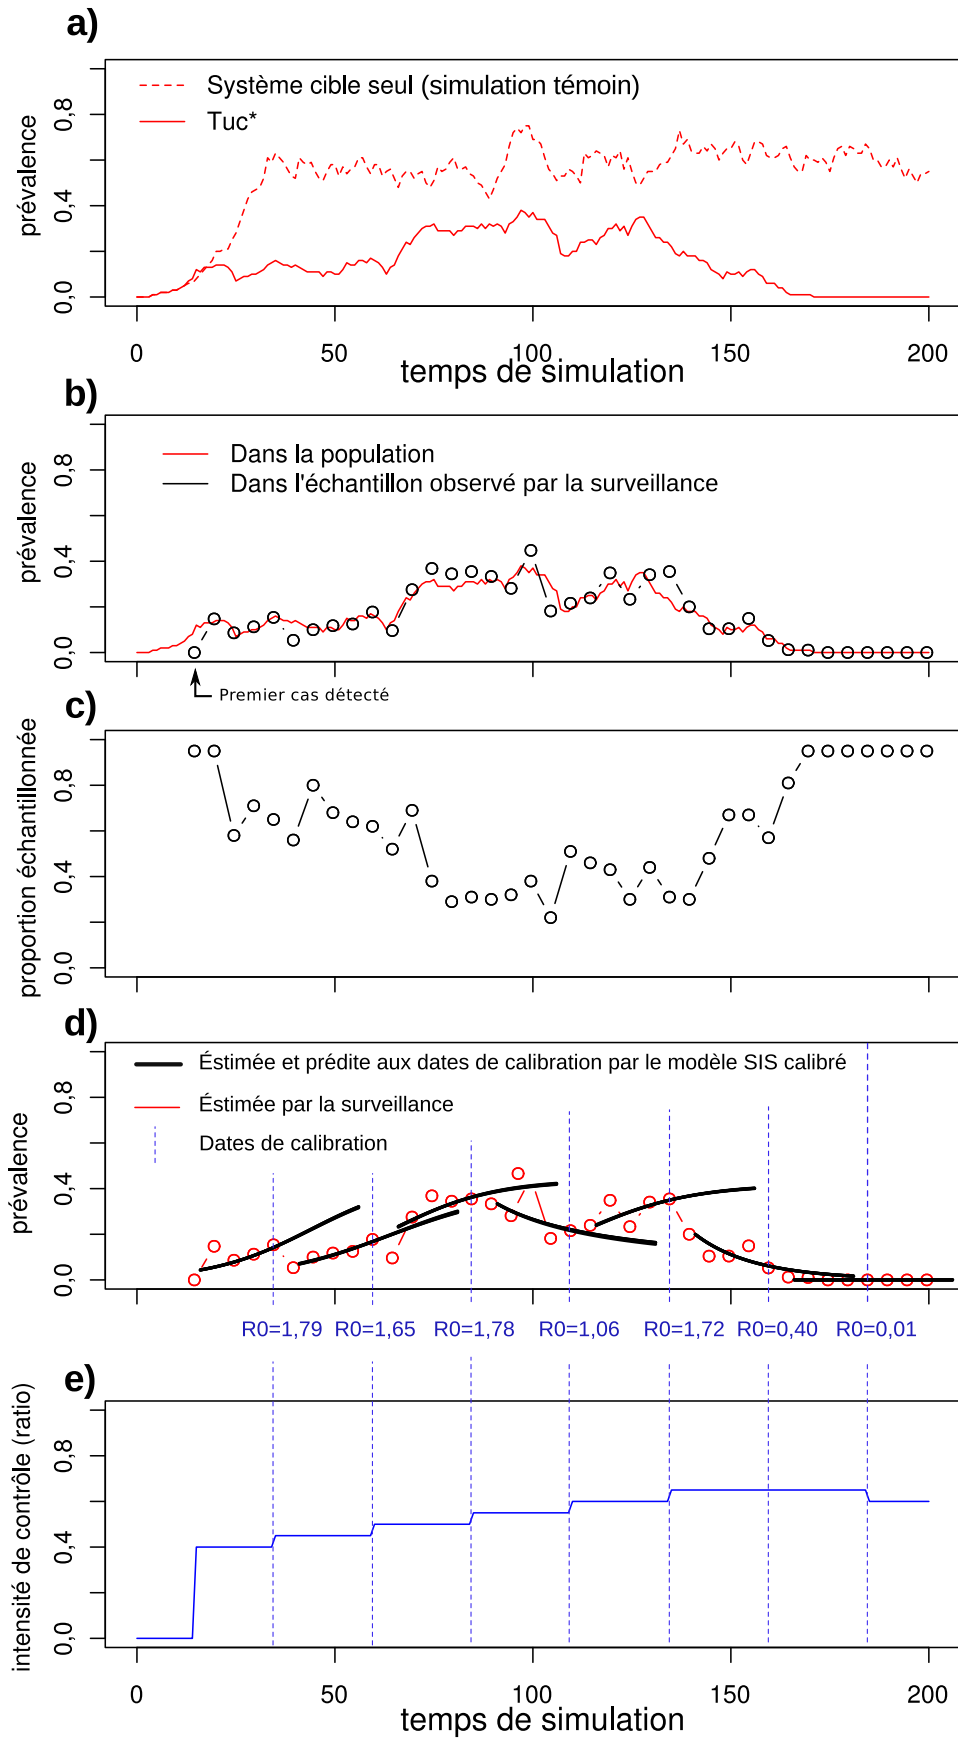 a)
Système cible seul (simulation témoin)
Tuc*
prévalence
0,0
0,4
0,8
0
50
100
150
200
temps de simulation
b)
Dans la population
Dans l'échantillon observé par la surveillance
prévalence
0,0
0,4
0,8
Premier cas détecté
c)
proportion échantillonnée
0,0
0,4
0,8
d)
Éstimée et prédite aux dates de calibration par le modèle SIS calibré
Éstimée par la surveillance
Dates de calibration
prévalence
0,0
0,4
0,8
R0=1,79 R0=1,65 R0=1,78 R0=1,06 R0=1,72 R0=0,40 R0=0,01
e)
intensité de contrôle (ratio)
0,0
0,4
0,8
0
50
100
150
200
temps de simulation